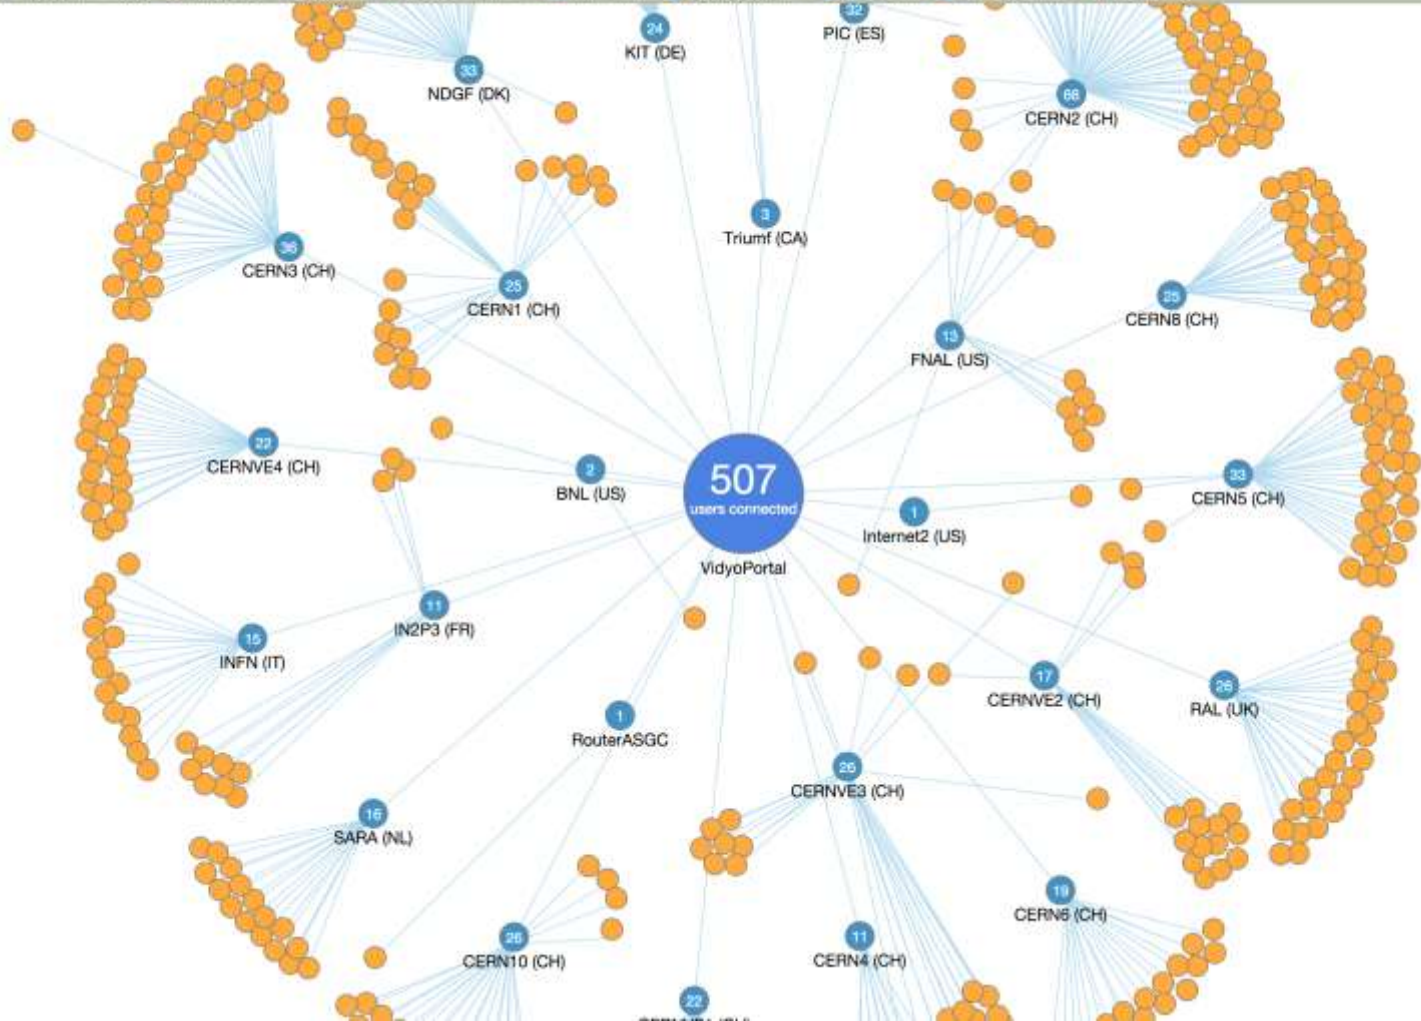 32
PIC (ES)
24
KIT (DE)
33
NDGF (DK)
68
CERN2 (CH)
3
Triumf (CA)
36
CERN3 (CH)
25
CERN1 (CH)
25
CERN8 (CH)
13
FNAL (US)
22
CERNVE4 (CH)
2
BNL (US)
507
users connected
VidyoPortal
33
CERN5 (CH)
1
Internet2 (US)
11
IN2P3 (FR)
15
INFN (IT)
17
CERNVE2 (CH)
26
RAL (UK)
1
RouterASGC
26
CERNVE3 (CH)
16
SARA (NL)
19
CERN6 (CH)
26
CERN10 (CH)
11
CERN4 (CH)
22